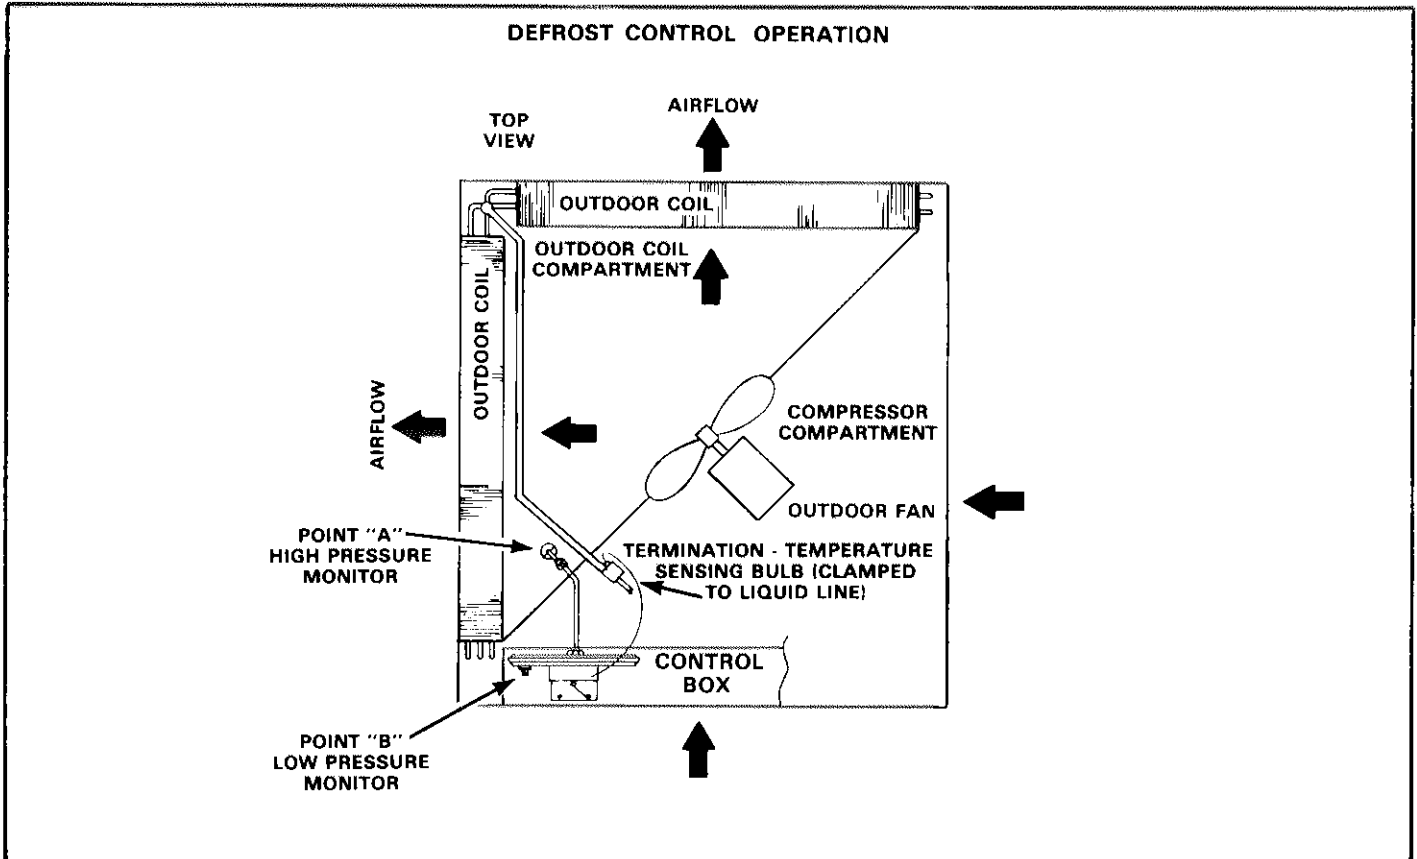 DEFROST CONTROL OPERATION
AIRFLOW
TOP
VIEW
OUTDOOR COIL
OUTDOOR COIL
COMPARTMENT
OUTDOOR COIL
AIRFLOW
COMPRESSOR
COMPARTMENT
OUTDOOR FAN
POINT "A"
HIGH PRESSURE
MONITOR
TERMINATION - TEMPERATURE
SENSING BULB (CLAMPED
TO LIQUID LINE)
CONTROL
BOX
POINT "B"
LOW PRESSURE
MONITOR